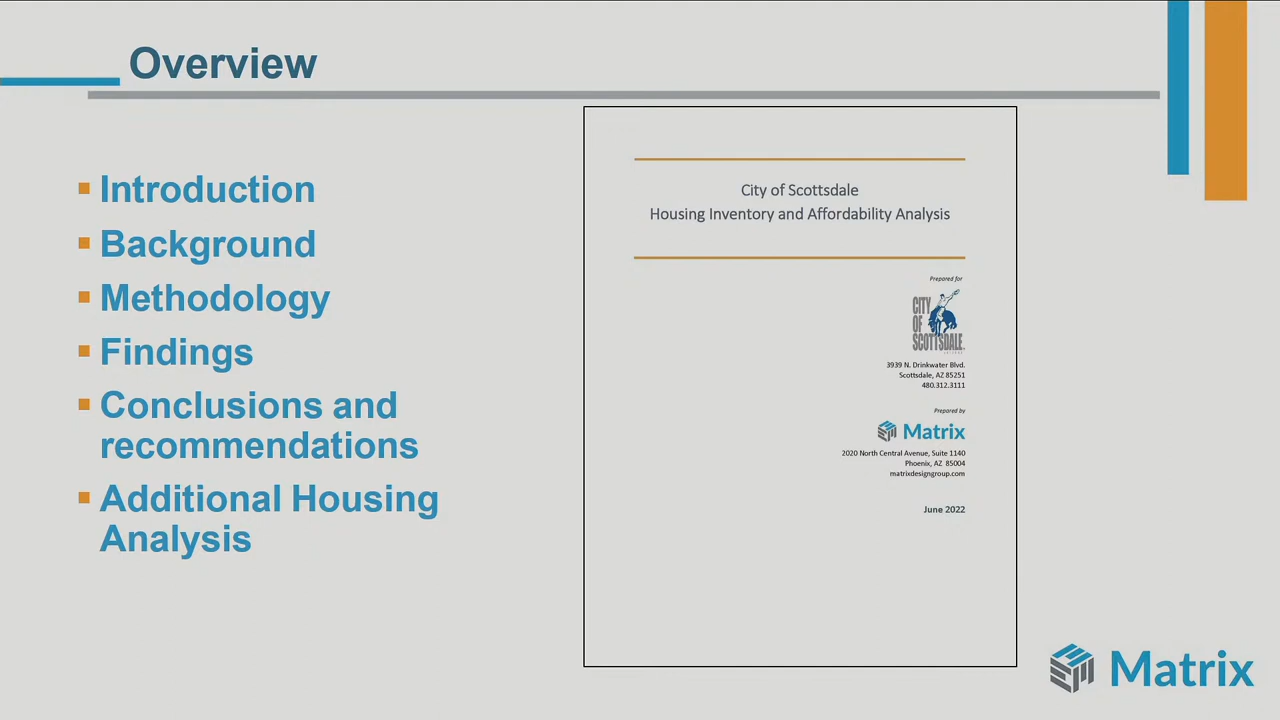 Overview
Introduction
Background
Methodology
Findings
Conclusions and
recommendations
Additional Housing
Analysis
City of Scottsdale
Housing Inventory and Affordability Analysis
Prepared for
CITY
OF
SCOTTSDALE
3939 N. Drinkwater Blvd.
Scottsdale, AZ 85251
480.312.3111
Prepared by
Matrix
2020 North Central Avenue, Suite 1140
Phoenix, AZ 85004
matrixdesigngroup.com
June 2022
Matrix